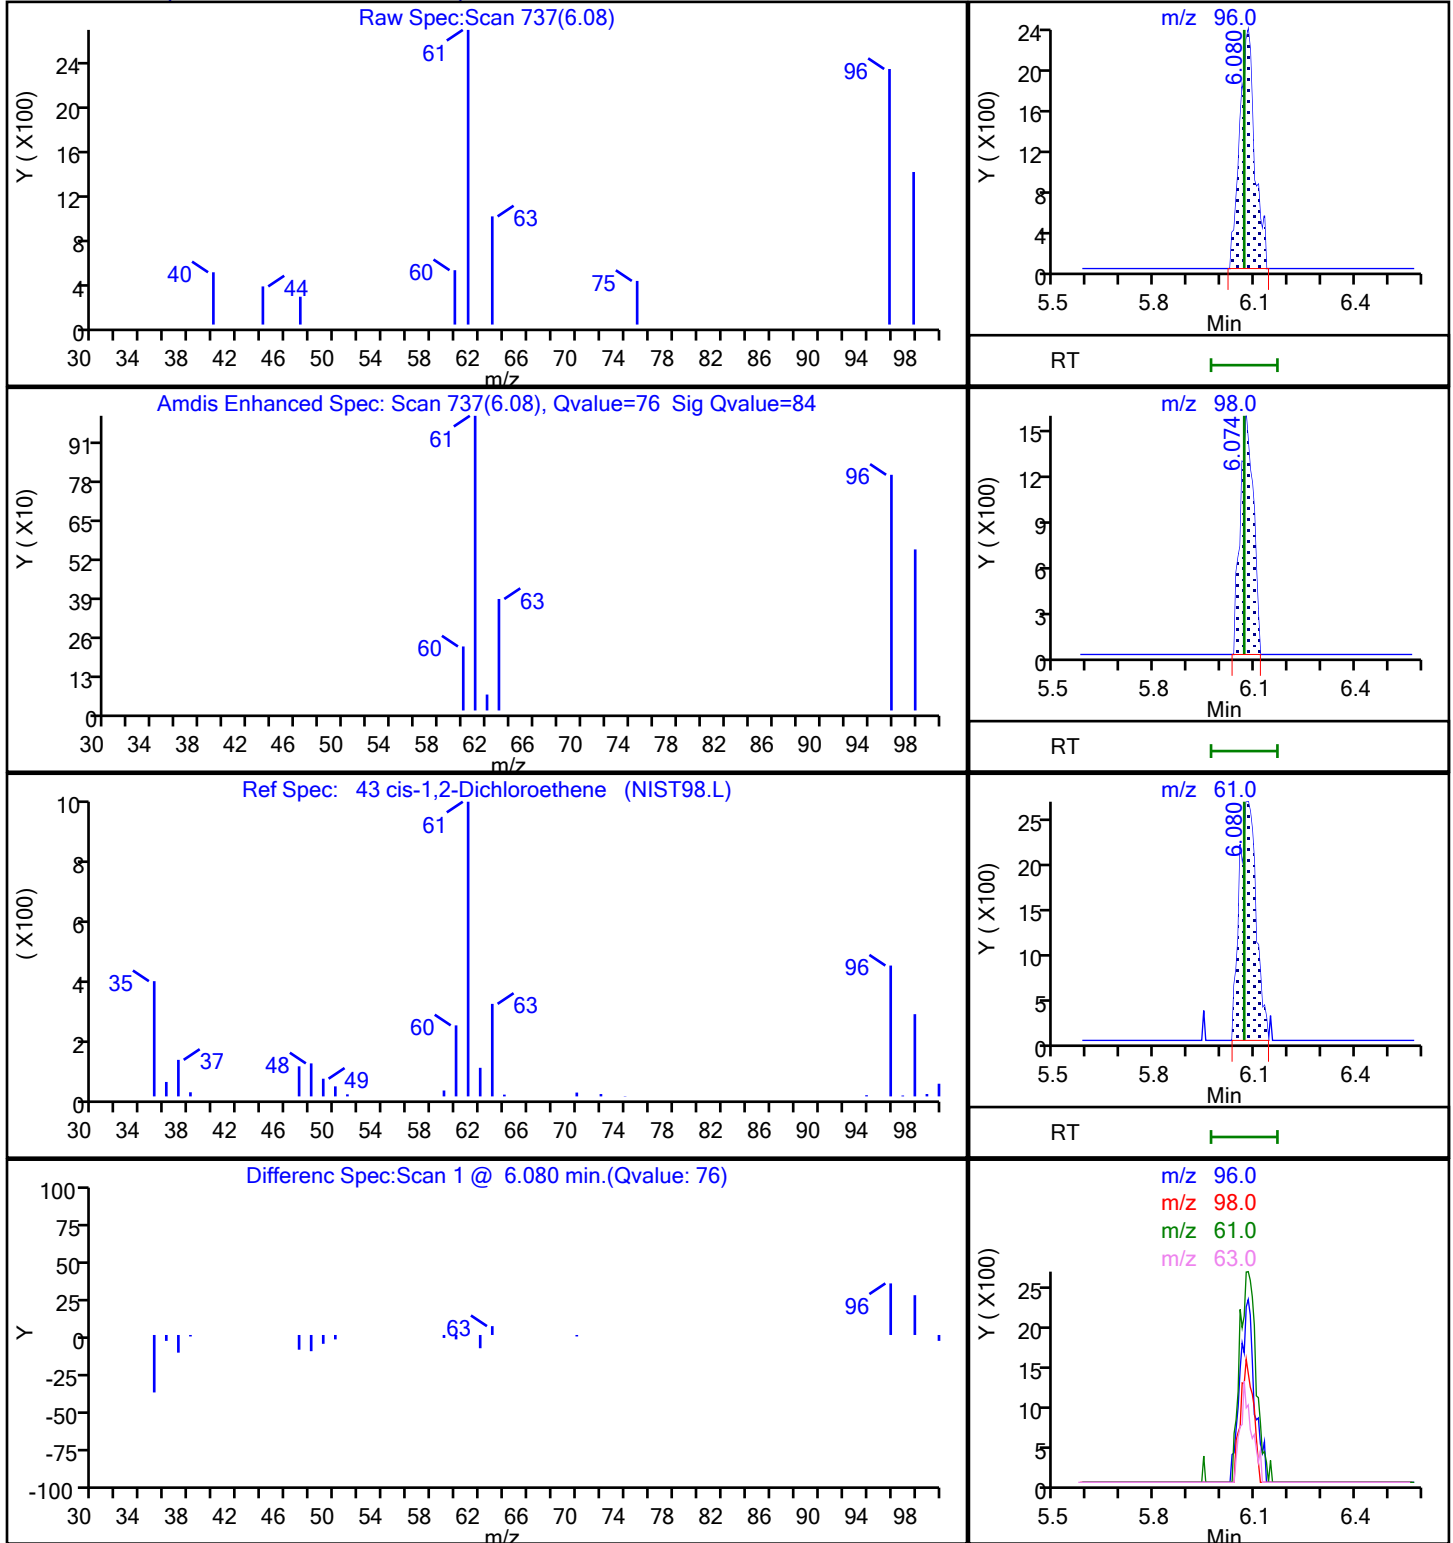 Raw Spec:Scan 737(6.08)
Y ( X100)
24
20
16
12
8
4
0
61
96
63
60
40
44
75
30 34 38 42 46 50 54 58 62 66 70 74 78 82 86 90 94 98
m/z
m/z 96.0
Y ( X100)
24
20
16
12
8
4
0
6.080
5.5 5.8 6.1 6.4
Min
RT
Amdis Enhanced Spec: Scan 737(6.08), Qvalue=76 Sig Qvalue=84
Y ( X10)
91
78
65
52
39
26
13
0
61
96
63
60
30 34 38 42 46 50 54 58 62 66 70 74 78 82 86 90 94 98
m/z
m/z 98.0
Y ( X100)
15
12
9
6
3
0
6.074
5.5 5.8 6.1 6.4
Min
RT
Ref Spec: 43 cis-1,2-Dichloroethene (NIST98.L)
( X100)
10
8
6
4
2
0
61
35
96
63
60
37
48
49
30 34 38 42 46 50 54 58 62 66 70 74 78 82 86 90 94 98
m/z 61.0
Y ( X100)
25
20
15
10
5
0
6.080
5.5 5.8 6.1 6.4
Min
RT
Differenc Spec:Scan 1 @ 6.080 min.(Qvalue: 76)
Y
100
75
50
25
0
-25
-50
-75
-100
63
96
30 34 38 42 46 50 54 58 62 66 70 74 78 82 86 90 94 98
m/z
m/z 96.0
m/z 98.0
m/z 61.0
m/z 63.0
Y ( X100)
25
20
15
10
5
0
5.5 5.8 6.1 6.4
Min